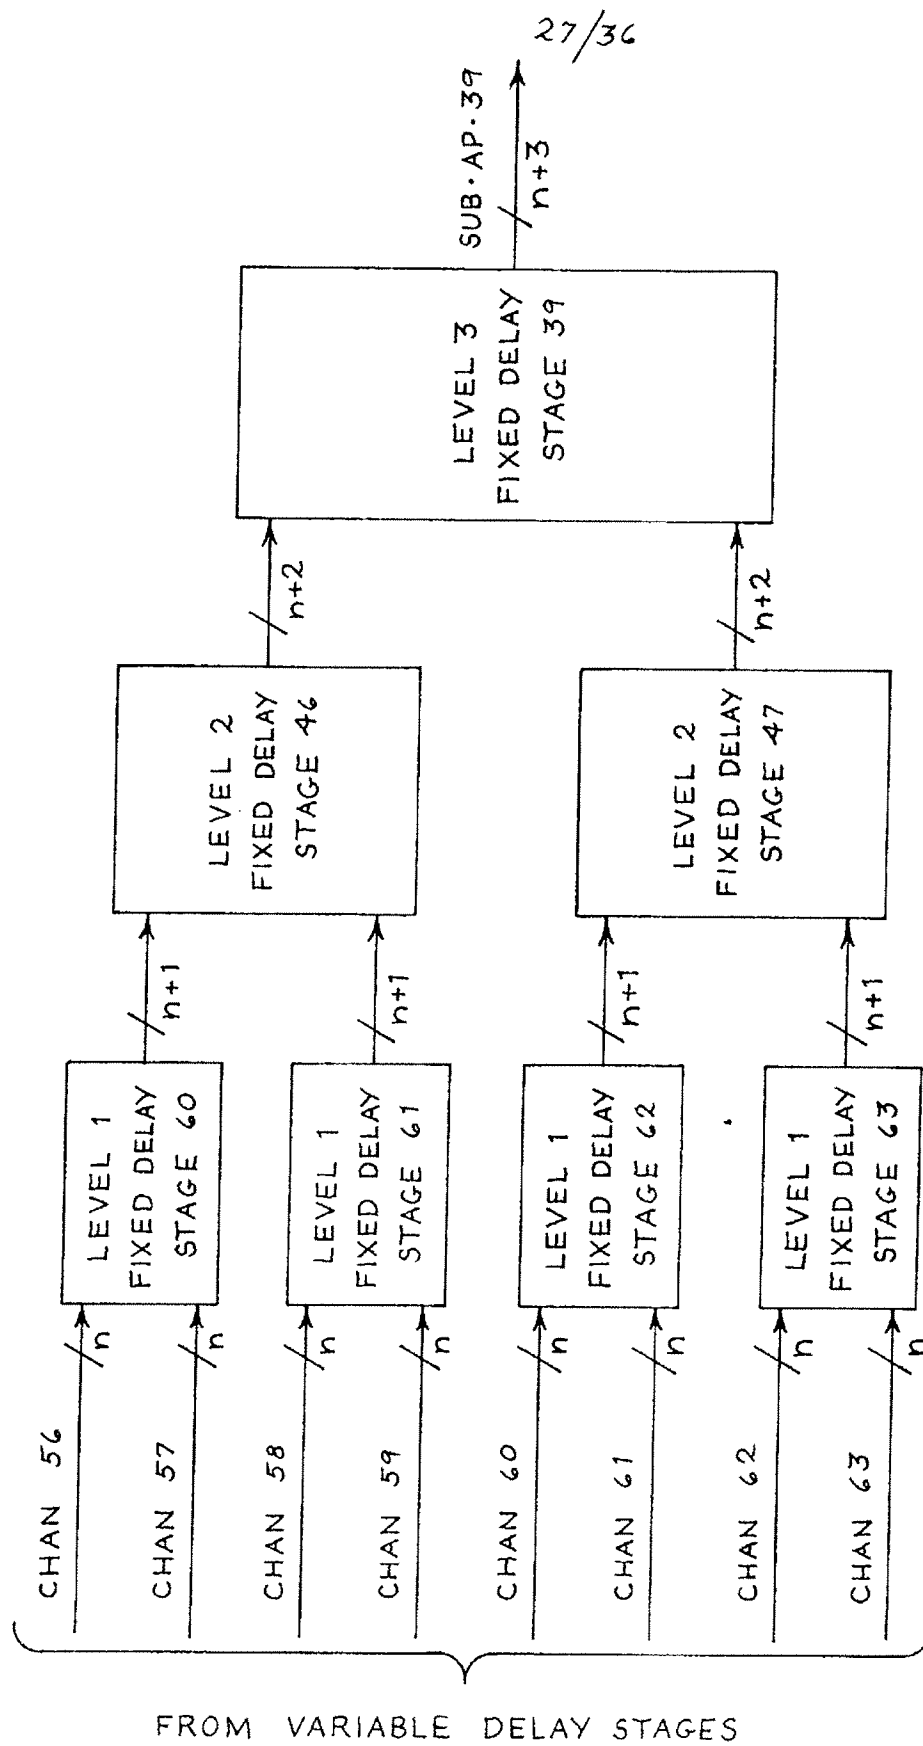 27/36
SUB·AP·39
n+3
LEVEL 3
FIXED DELAY
STAGE 39
n+2
n+2
LEVEL 2
FIXED DELAY
STAGE 46
LEVEL 2
FIXED DELAY
STAGE 47
n+1
n+1
n+1
n+1
LEVEL 1
FIXED DELAY
STAGE 60
LEVEL 1
FIXED DELAY
STAGE 61
LEVEL 1
FIXED DELAY
STAGE 62
LEVEL 1
FIXED DELAY
STAGE 63
n
n
n
n
n
n
n
n
CHAN 56
CHAN 57
CHAN 58
CHAN 59
CHAN 60
CHAN 61
CHAN 62
CHAN 63
FROM VARIABLE DELAY STAGES